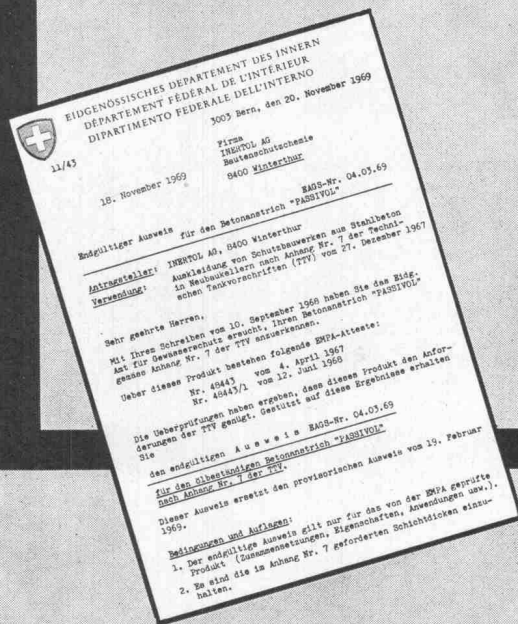 EIDGENÖSSISCHES DEPARTEMENT DES INNERN
DÉPARTEMENT FÉDÉRAL DE L'INTÉRIEUR
DIPARTIMENTO FEDERALE DELL'INTERNO
3003 Bern, den 20. November 1969
11/43
Firma
INERTOL AG
Bautenschutzchemie
8400 Winterthur
18. November 1969
EAGS-Nr. 04.03.69
Endgültiger Ausweis für den Betonanstrich "PASSIVOL"
Antragsteller: INERTOL AG, 8400 Winterthur
Verwendung: Auskleidung von Schutzbauwerken aus Stahlbeton
in Neubaukellern nach Anhang Nr. 7 der Techni-
schen Tankvorschriften (TTV) vom 27. Dezember 1967
Sehr geehrte Herren,
Mit Ihrem Schreiben vom 10. September 1968 haben Sie das Eidg.
Amt für Gewässerschutz ersucht, Ihren Betonanstrich "PASSIVOL"
gemäss Anhang Nr. 7 der TTV anzuerkennen.
Ueber dieses Produkt bestehen folgende EMPA-Atteste:
Nr. 48443 vom 4. April 1967
Nr. 48443/1 vom 12. Juni 1968
Die Ueberprüfungen haben ergeben, dass dieses Produkt den Anfor-
derungen der TTV genügt. Gestützt auf diese Ergebnisse erhalten
Sie
den endgültigen Ausweis EAGS-Nr. 04.03.69
für den ölbeständigen Betonanstrich "PASSIVOL"
nach Anhang Nr. 7 der TTV.
Dieser Ausweis ersetzt den provisorischen Ausweis vom 19. Februar
1969.
Bedingungen und Auflagen:
1. Der endgültige Ausweis gilt nur für das von der EMPA geprüfte
Produkt (Zusammensetzungen, Eigenschaften, Anwendungen usw.).
2. Es sind die im Anhang Nr. 7 geforderten Schichtdicken einzu-
halten.